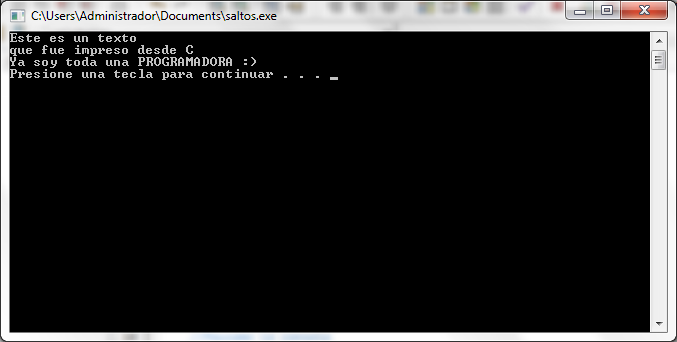 C:\Users\Administrador\Documents\saltos.exe
Este es un texto
que fue impreso desde C
Ya soy toda una PROGRAMADORA :)
Presione una tecla para continuar . . . _